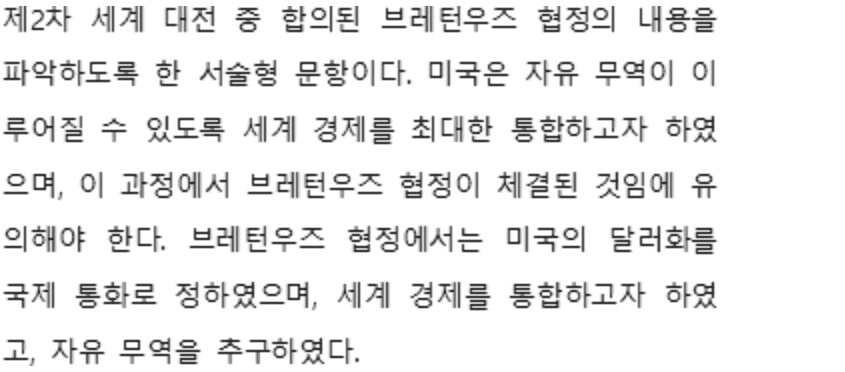 제2차 세계 대전 중 합의된 브레턴우즈 협정의 내용을
파악하도록 한 서술형 문항이다. 미국은 자유 무역이 이
루어질 수 있도록 세계 경제를 최대한 통합하고자 하였
으며, 이 과정에서 브레턴우즈 협정이 체결된 것임에 유
의해야 한다. 브레턴우즈 협정에서는 미국의 달러화를
국제 통화로 정하였으며, 세계 경제를 통합하고자 하였
고, 자유 무역을 추구하였다.